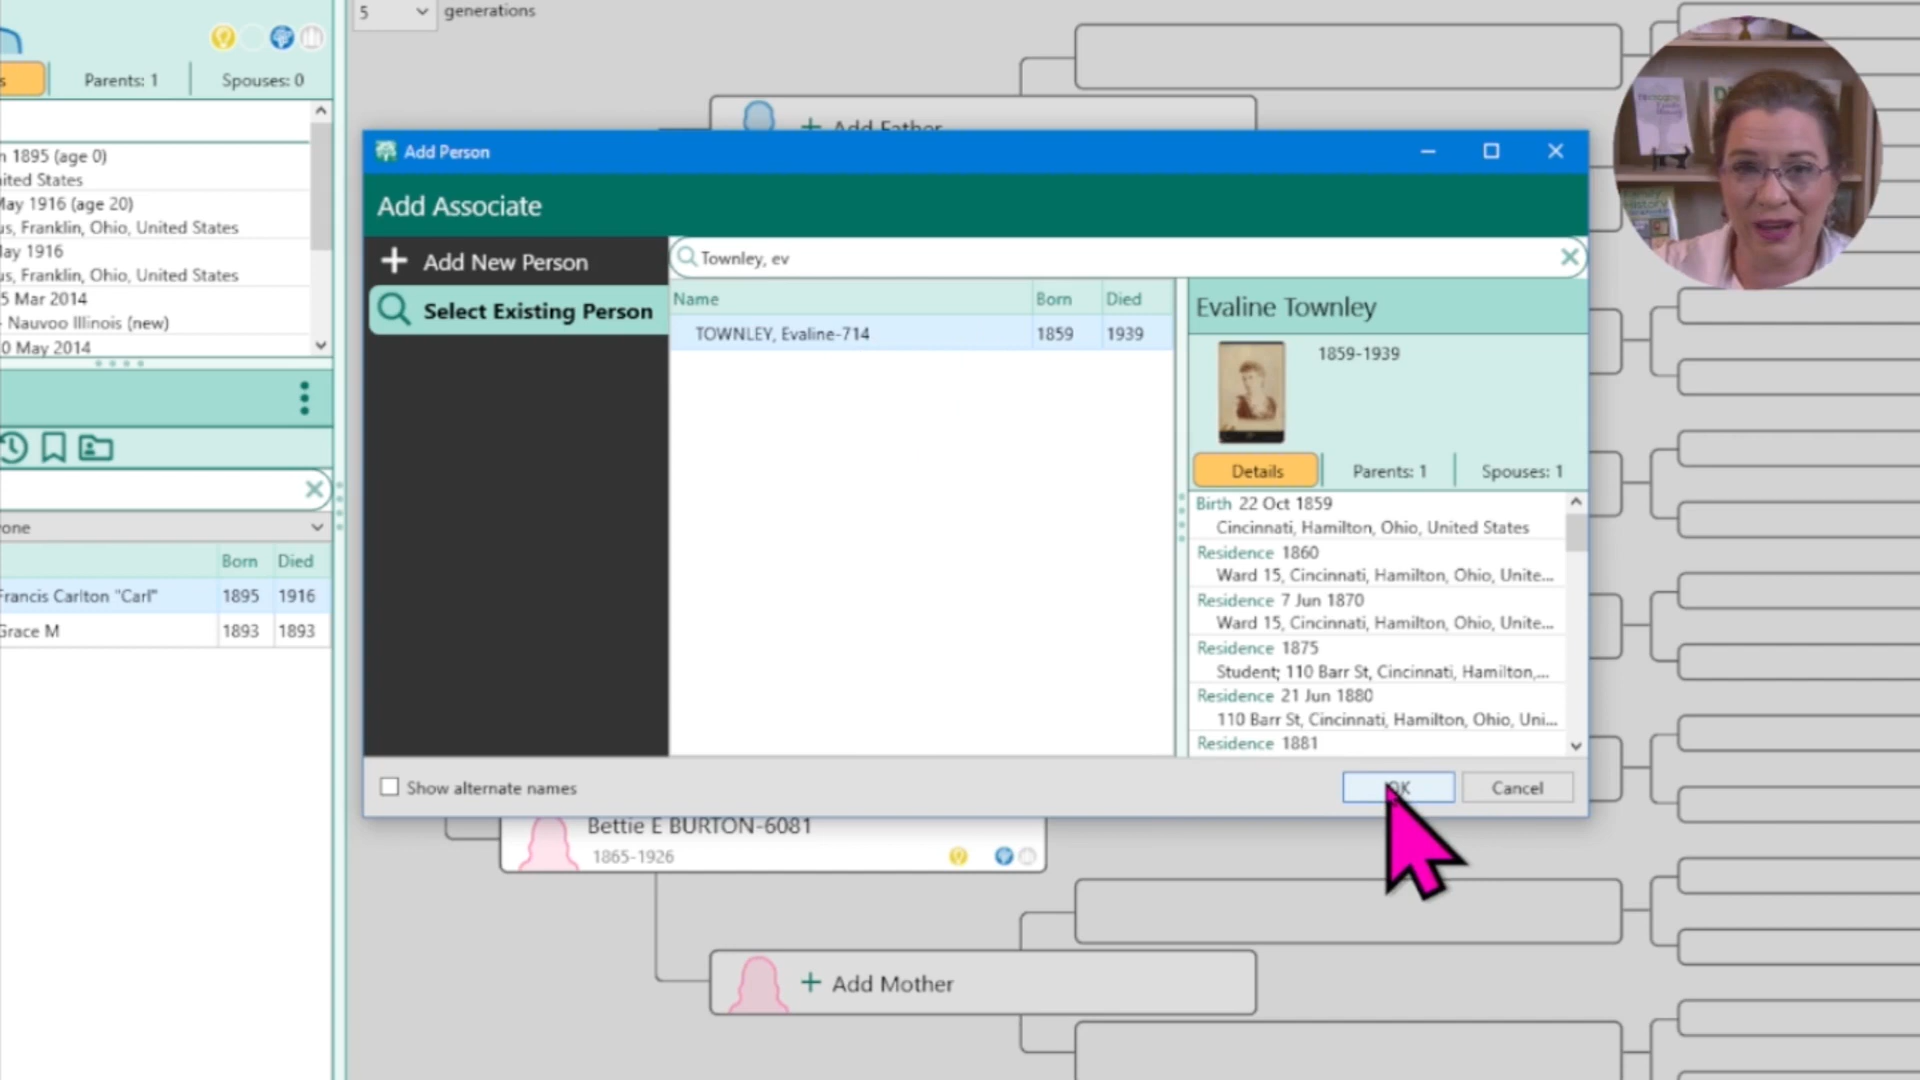 5 generations
s Parents: 1 Spouses: 0
n 1895 (age 0)
ited States
May 1916 (age 20)
us, Franklin, Ohio, United States
May 1916
us, Franklin, Ohio, United States
5 Mar 2014
- Nauvoo Illinois (new)
0 May 2014
one
Born Died
Francis Carlton "Carl" 1895 1916
Grace M 1893 1893
Add Father
Add Person
Add Associate
Add New Person
Select Existing Person
Townley, ev
Name Born Died
TOWNLEY, Evaline-714 1859 1939
Evaline Townley
1859-1939
Details Parents: 1 Spouses: 1
Birth 22 Oct 1859
Cincinnati, Hamilton, Ohio, United States
Residence 1860
Ward 15, Cincinnati, Hamilton, Ohio, Unite...
Residence 7 Jun 1870
Ward 15, Cincinnati, Hamilton, Ohio, Unite...
Residence 1875
Student; 110 Barr St, Cincinnati, Hamilton,...
Residence 21 Jun 1880
110 Barr St, Cincinnati, Hamilton, Ohio, Uni...
Residence 1881
Show alternate names
OK Cancel
Bettie E BURTON-6081
1865-1926
Add Mother